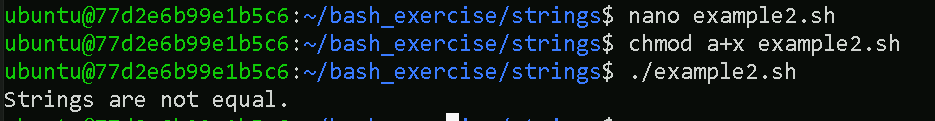 ubuntu@77d2e6b99e1b5c6:~/bash_exercise/strings$ nano example2.sh
ubuntu@77d2e6b99e1b5c6:~/bash_exercise/strings$ chmod a+x example2.sh
ubuntu@77d2e6b99e1b5c6:~/bash_exercise/strings$ ./example2.sh
Strings are not equal.